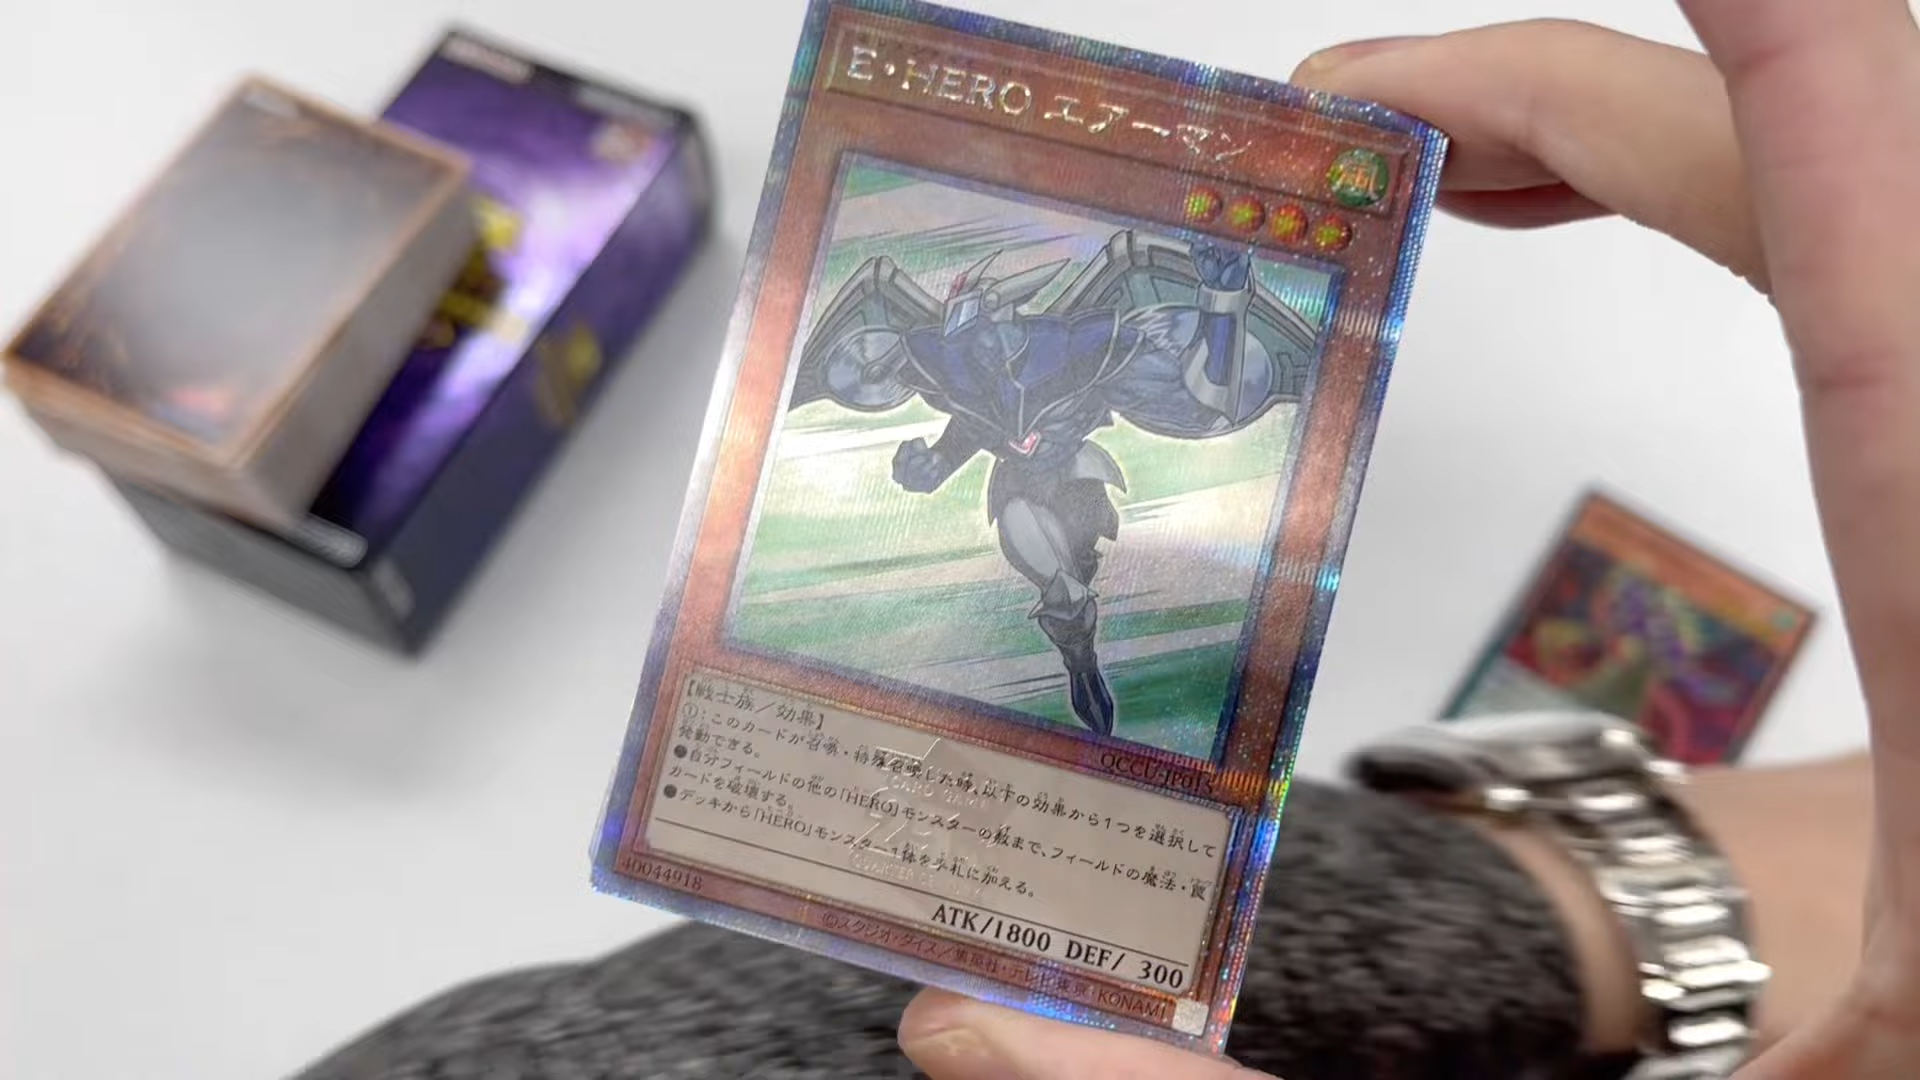 E・HERO エアーマン
風
OCCU-JP015
【戦士族／効果】
①：このカードが召喚・特殊召喚した時、以下の効果から1つを選択して
発動できる。
●自分フィールドの他の「HERO」モンスターの数まで、フィールドの魔法・罠
カードを破壊する。
●デッキから「HERO」モンスター1体を手札に加える。
ATK/1800 DEF/ 300
40044918
©スタジオ・ダイス／集英社・テレビ東京・KONAMI